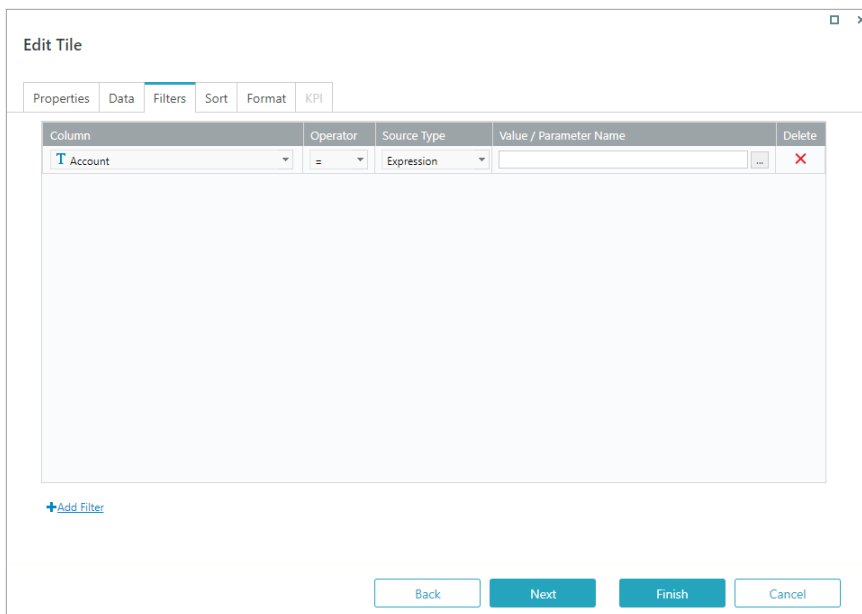 Edit Tile
Properties Data Filters Sort Format KPI
Column Operator Source Type Value / Parameter Name Delete
T Account = Expression ...
Add Filter
Back Next Finish Cancel